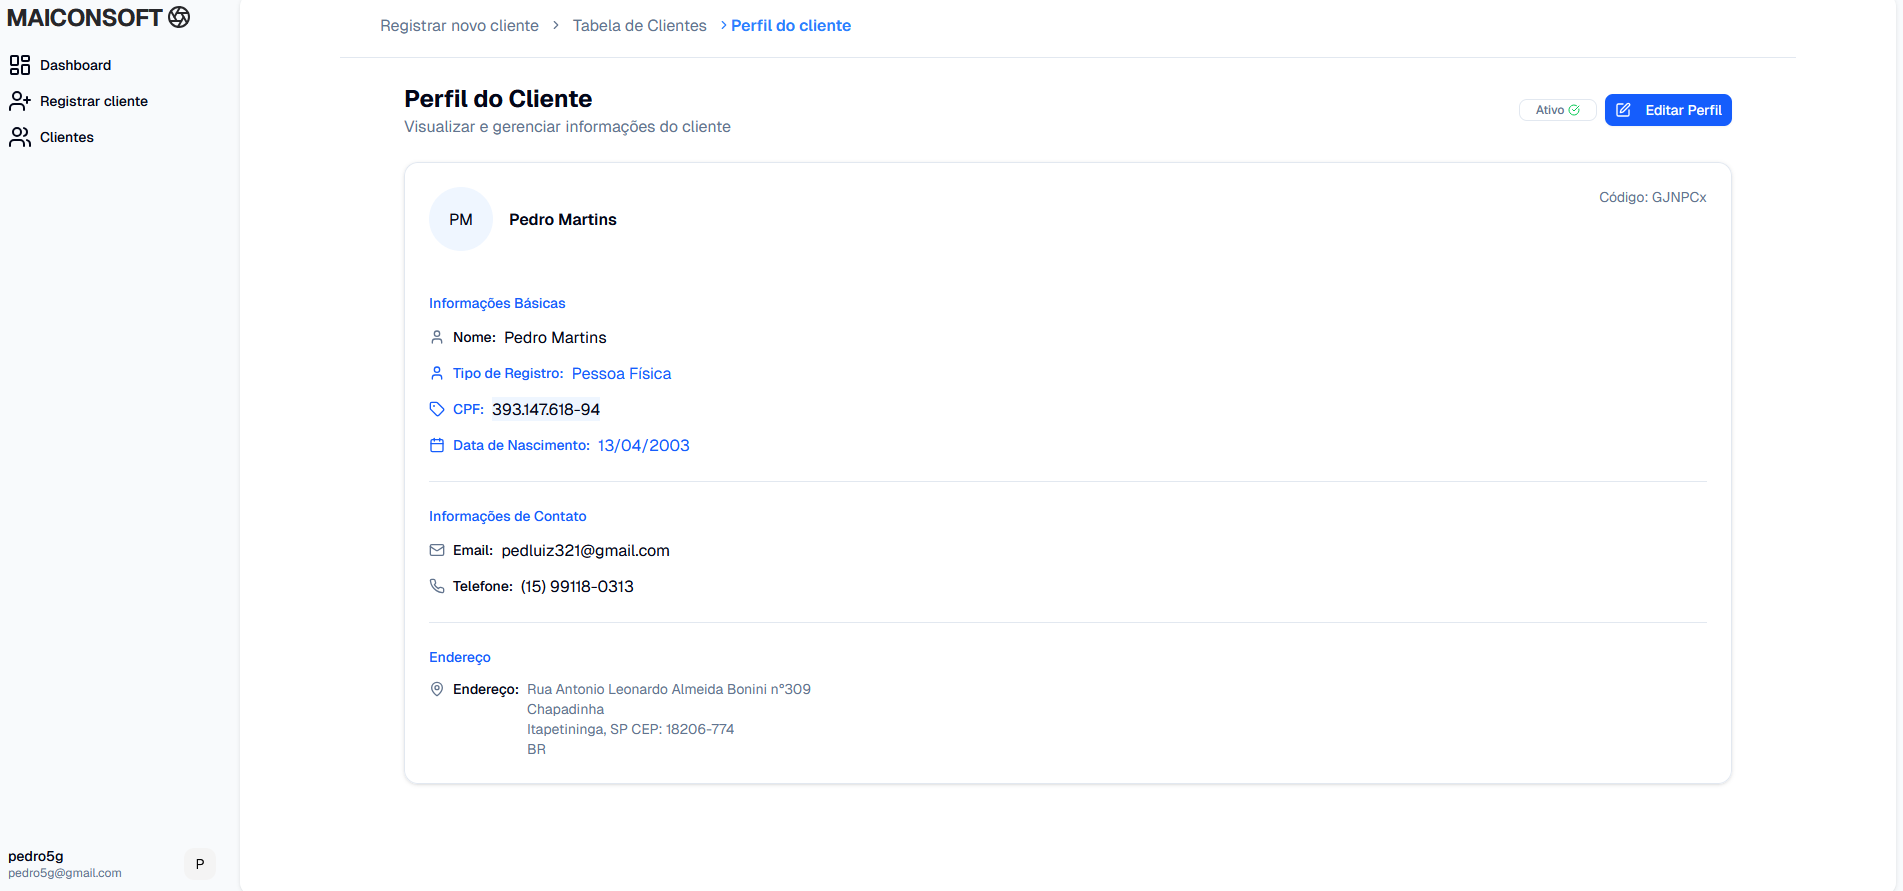 MAICONSOFT
Dashboard
Registrar cliente
Clientes
pedro5g
pedro5g@gmail.com
P
Registrar novo cliente > Tabela de Clientes > Perfil do cliente
Perfil do Cliente
Visualizar e gerenciar informações do cliente
Ativo
Editar Perfil
PM
Pedro Martins
Código: GJNPCx
Informações Básicas
Nome: Pedro Martins
Tipo de Registro: Pessoa Física
CPF: 393.147.618-94
Data de Nascimento: 13/04/2003
Informações de Contato
Email: pedluiz321@gmail.com
Telefone: (15) 99118-0313
Endereço
Endereço: Rua Antonio Leonardo Almeida Bonini n°309
Chapadinha
Itapetininga, SP CEP: 18206-774
BR